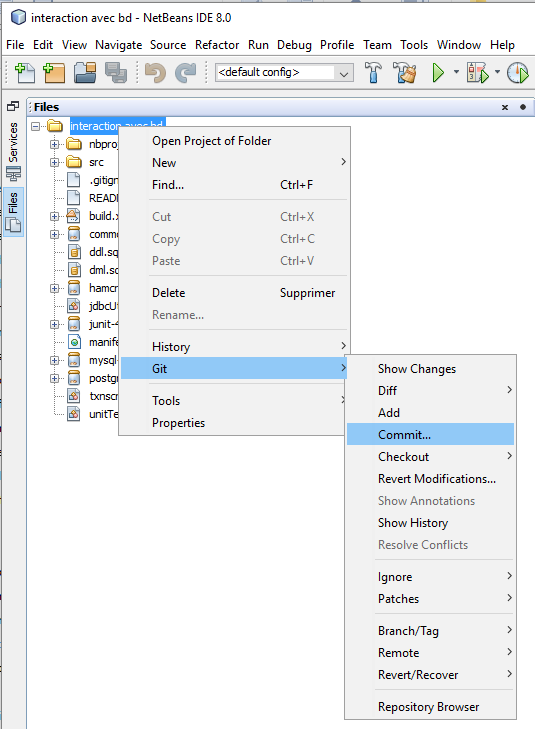 interaction avec bd - NetBeans IDE 8.0
File Edit View Navigate Source Refactor Run Debug Profile Team Tools Window Help
<default config>
Files
Services
Files
interaction avec bd
src
.gitign
READ
build.x
ddl.sq
dml.sq
hamcr
jdbcUt
junit-4
manife
mysql-
postgr
txnscr
unitTe
Open Project of Folder
New
Find... Ctrl+F
Cut Ctrl+X
Copy Ctrl+C
Paste Ctrl+V
Delete Supprimer
Rename...
History
Git
Tools
Properties
Show Changes
Diff
Add
Commit...
Checkout
Revert Modifications...
Show Annotations
Show History
Resolve Conflicts
Ignore
Patches
Branch/Tag
Remote
Revert/Recover
Repository Browser